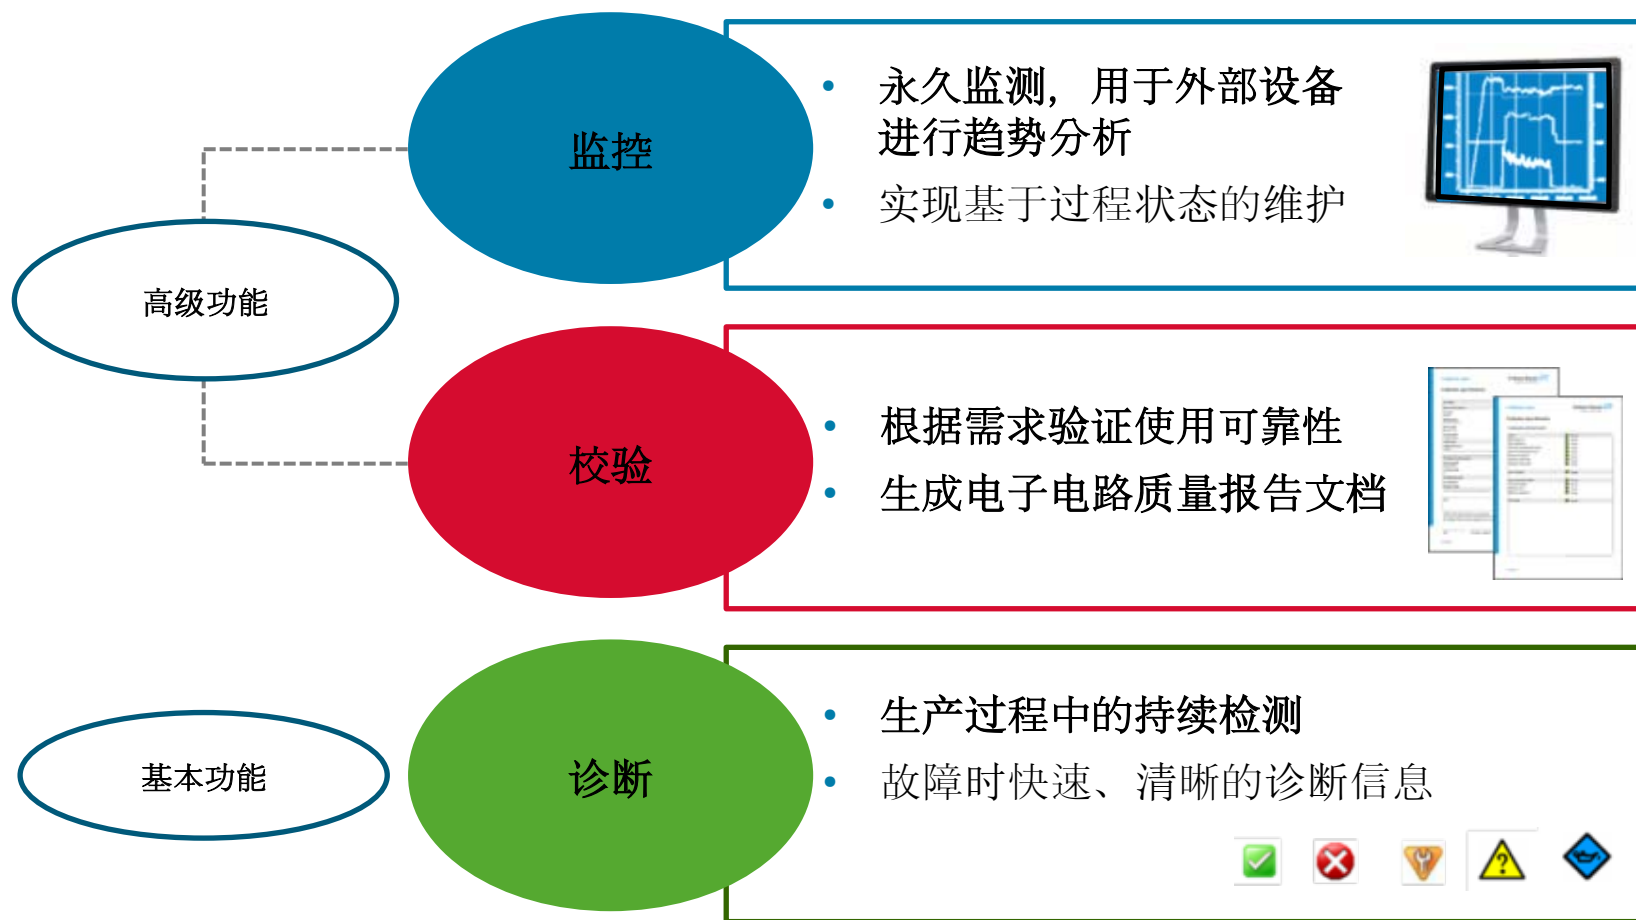 监控
永久监测，用于外部设备
进行趋势分析
实现基于过程状态的维护
高级功能
校验
根据需求验证使用可靠性
生成电子电路质量报告文档
基本功能
诊断
生产过程中的持续检测
故障时快速、清晰的诊断信息
?